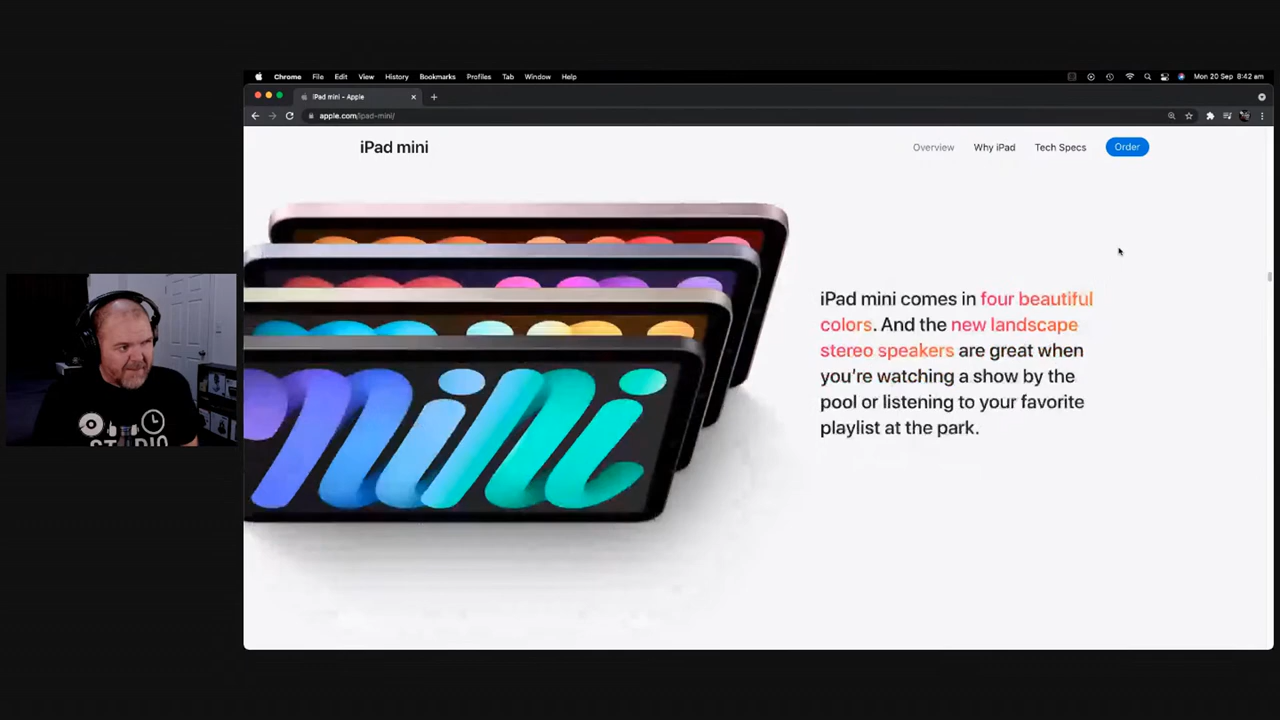 Chrome File Edit View History Bookmarks Profiles Tab Window Help
Mon 20 Sep 8:42 am
iPad mini - Apple
apple.com/ipad-mini/
iPad mini
Overview Why iPad Tech Specs Order
iPad mini comes in four beautiful
colors. And the new landscape
stereo speakers are great when
you're watching a show by the
pool or listening to your favorite
playlist at the park.
mini
STUDIO